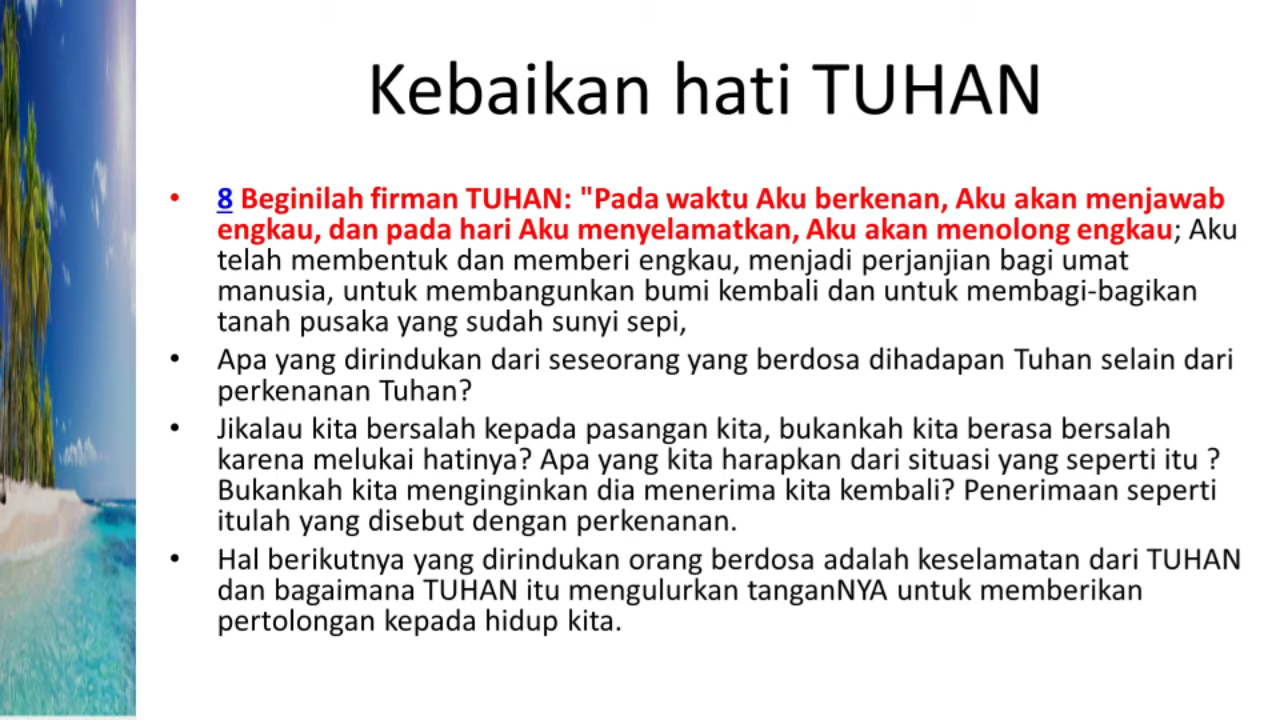 Kebaikan hati TUHAN
• 8 Beginilah firman TUHAN: "Pada waktu Aku berkenan, Aku akan menjawab
engkau, dan pada hari Aku menyelamatkan, Aku akan menolong engkau; Aku
telah membentuk dan memberi engkau, menjadi perjanjian bagi umat
manusia, untuk membangunkan bumi kembali dan untuk membagi-bagikan
tanah pusaka yang sudah sunyi sepi,
• Apa yang dirindukan dari seseorang yang berdosa dihadapan Tuhan selain dari
perkenanan Tuhan?
• Jikalau kita bersalah kepada pasangan kita, bukankah kita berasa bersalah
karena melukai hatinya? Apa yang kita harapkan dari situasi yang seperti itu ?
Bukankah kita menginginkan dia menerima kita kembali? Penerimaan seperti
itulah yang disebut dengan perkenanan.
• Hal berikutnya yang dirindukan orang berdosa adalah keselamatan dari TUHAN
dan bagaimana TUHAN itu mengulurkan tanganNYA untuk memberikan
pertolongan kepada hidup kita.